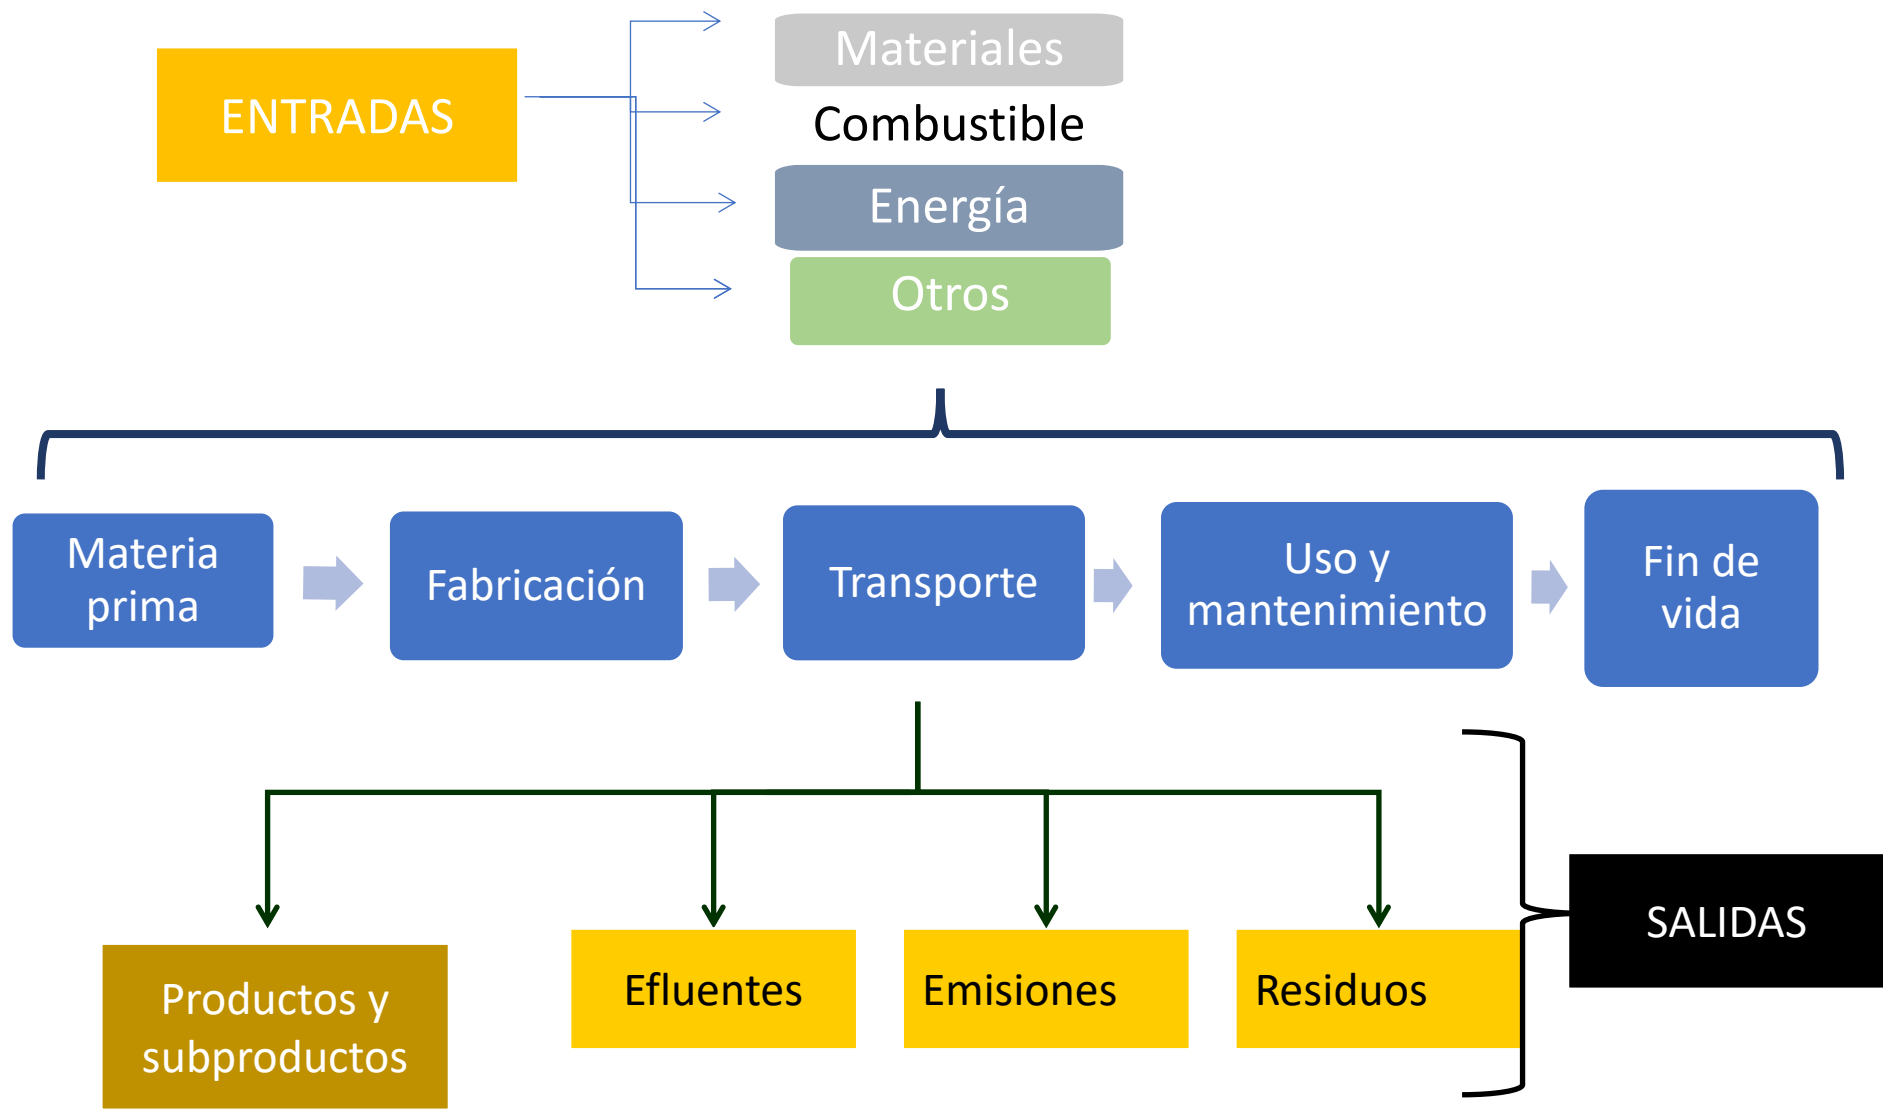 ENTRADAS
Materiales
Combustible
Energía
Otros
Materia
prima
Fabricación
Transporte
Uso y
mantenimiento
Fin de
vida
Productos y
subproductos
Efluentes
Emisiones
Residuos
SALIDAS